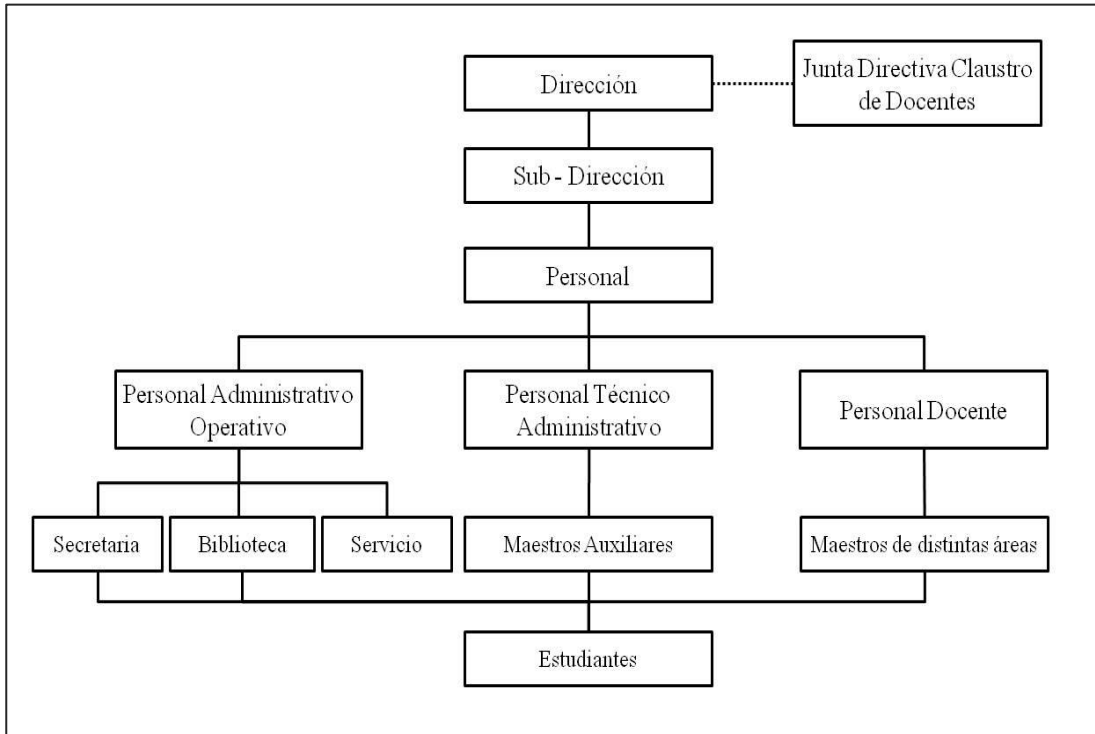 Dirección
Junta Directiva Claustro
de Docentes
Sub - Dirección
Personal
Personal Administrativo
Operativo
Personal Técnico
Administrativo
Personal Docente
Secretaria
Biblioteca
Servicio
Maestros Auxiliares
Maestros de distintas áreas
Estudiantes